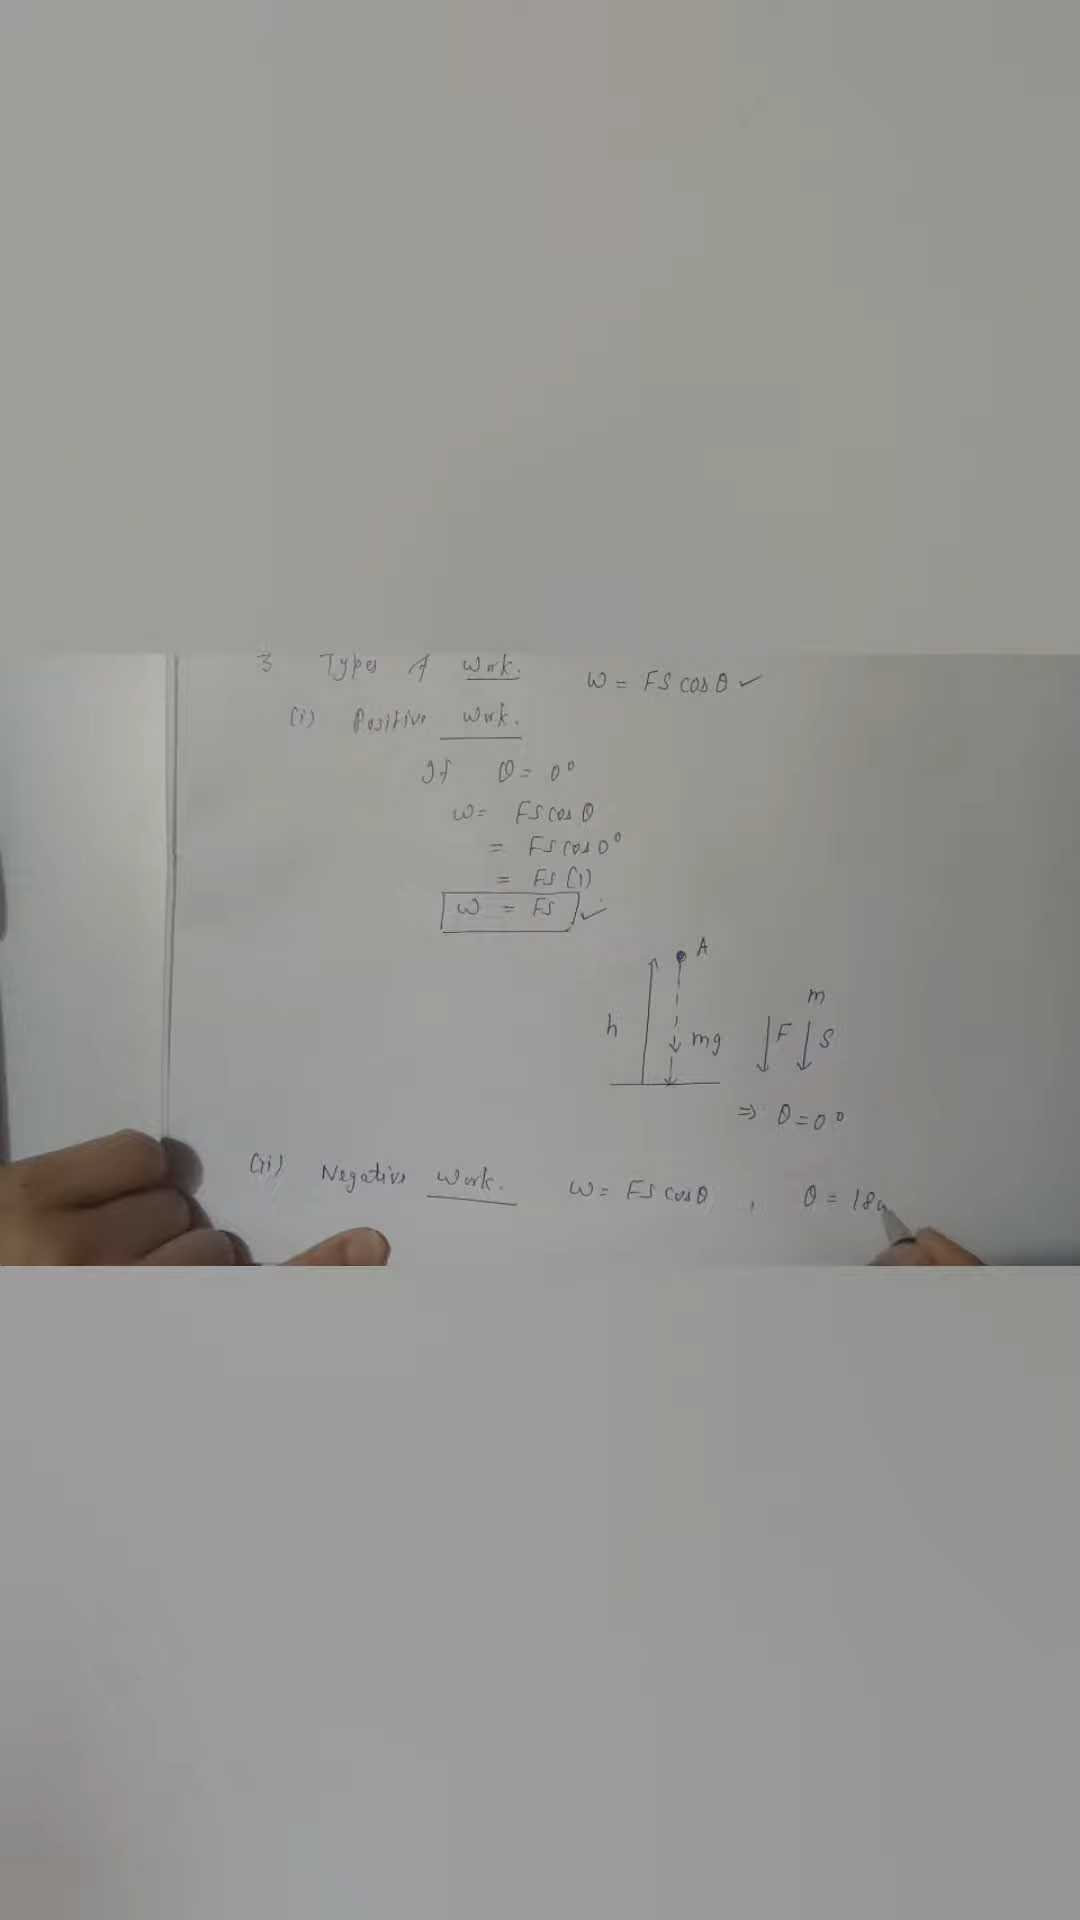 3 Types of Work. W = FS cos θ ✓
(i) Positive Work.
If θ = 0°
W = FS cos θ
= FS cos 0°
= FS (1)
W = FS ✓
A
m
h mg F S
⇒ θ = 0°
(ii) Negative Work. W = FS cos θ , θ = 18